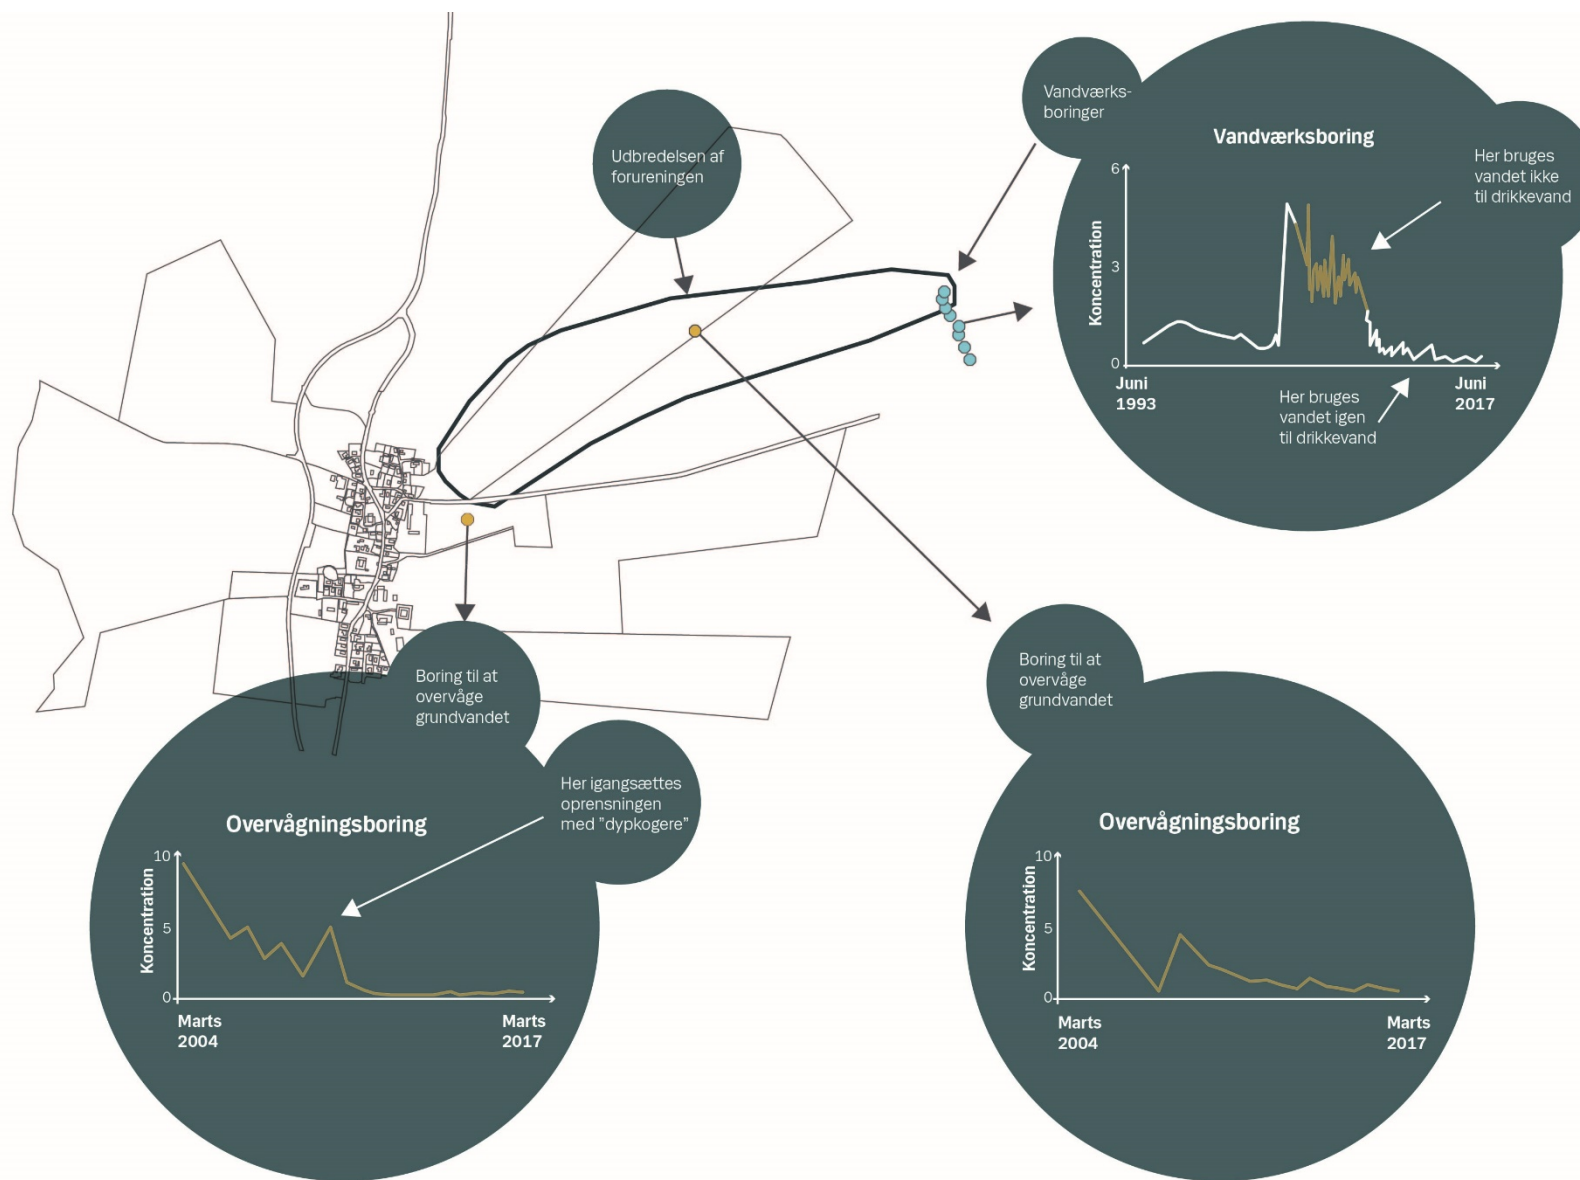 Udbredelsen af
forureningen
Vandværks-
boringer
Vandværksboring
Her bruges
vandet ikke
til drikkevand
Koncentration
6
3
0
Juni
1993
Juni
2017
Her bruges
vandet igen
til drikkevand
Boring til at
overvåge
grundvandet
Her igangsættes
oprensningen
med ”dypkogere”
Overvågningsboring
Koncentration
10
5
0
Marts
2004
Marts
2017
Boring til at
overvåge
grundvandet
Overvågningsboring
Koncentration
10
5
0
Marts
2004
Marts
2017